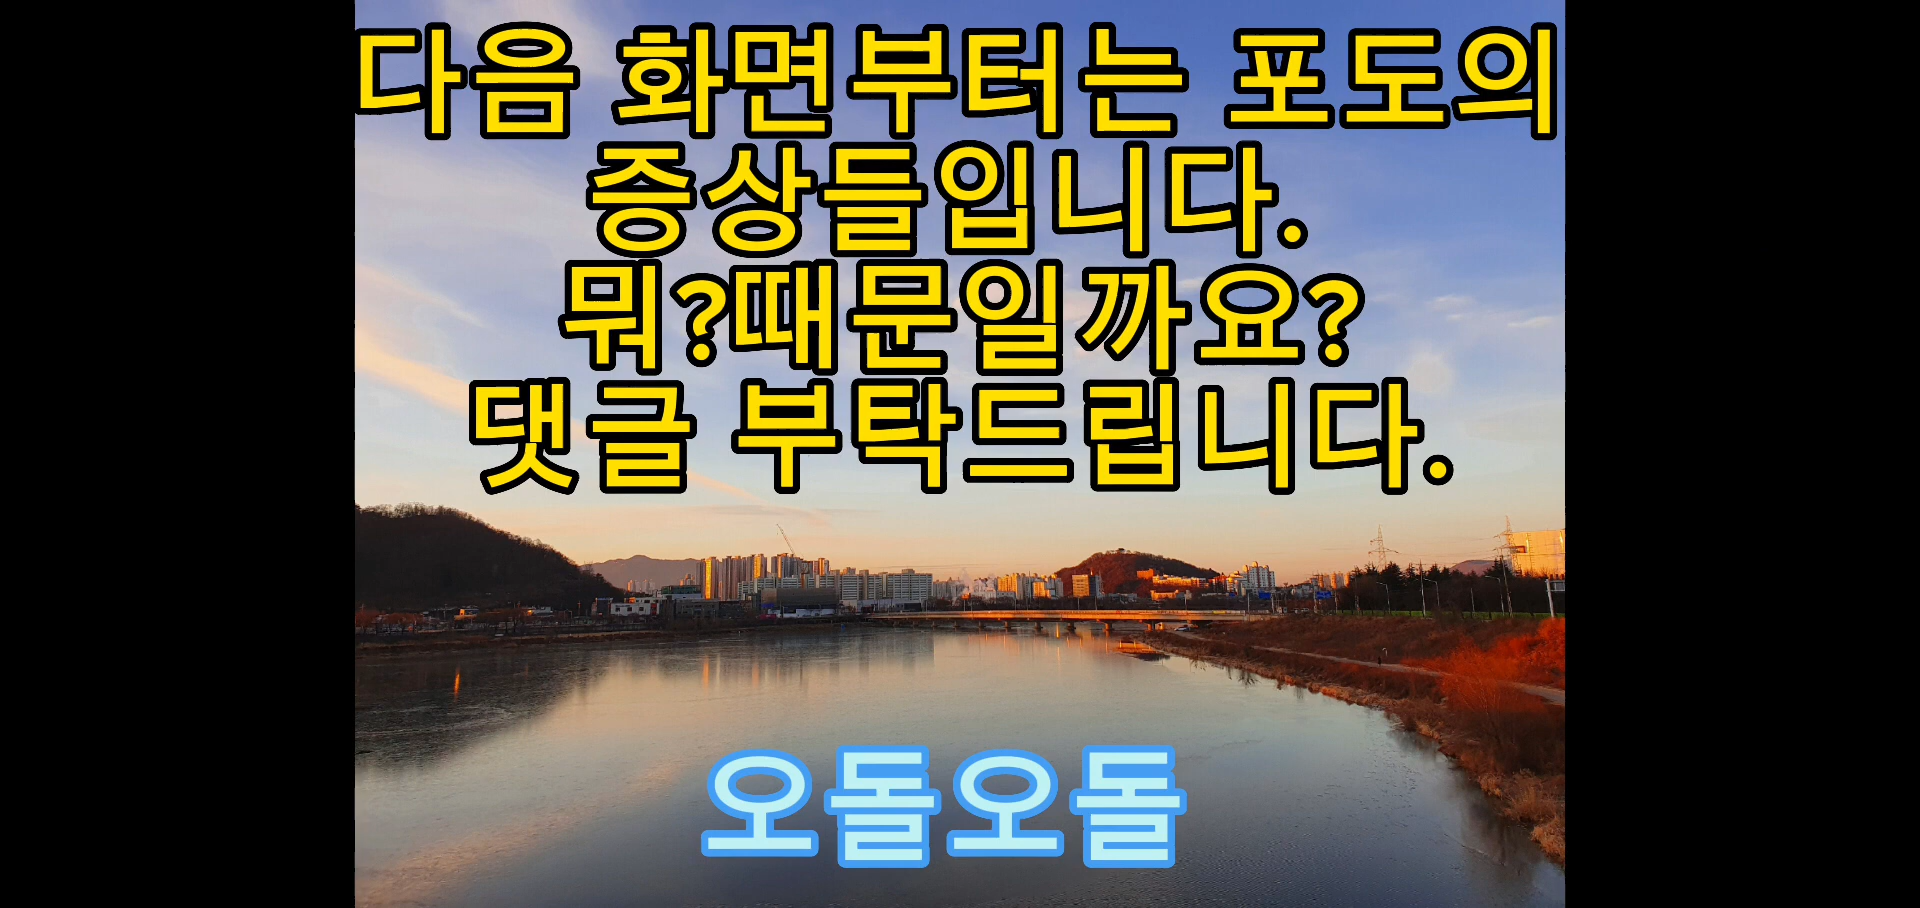 다음 화면부터는 포도의
증상들입니다.
뭐?때문일까요?
댓글 부탁드립니다.
오돌오돌